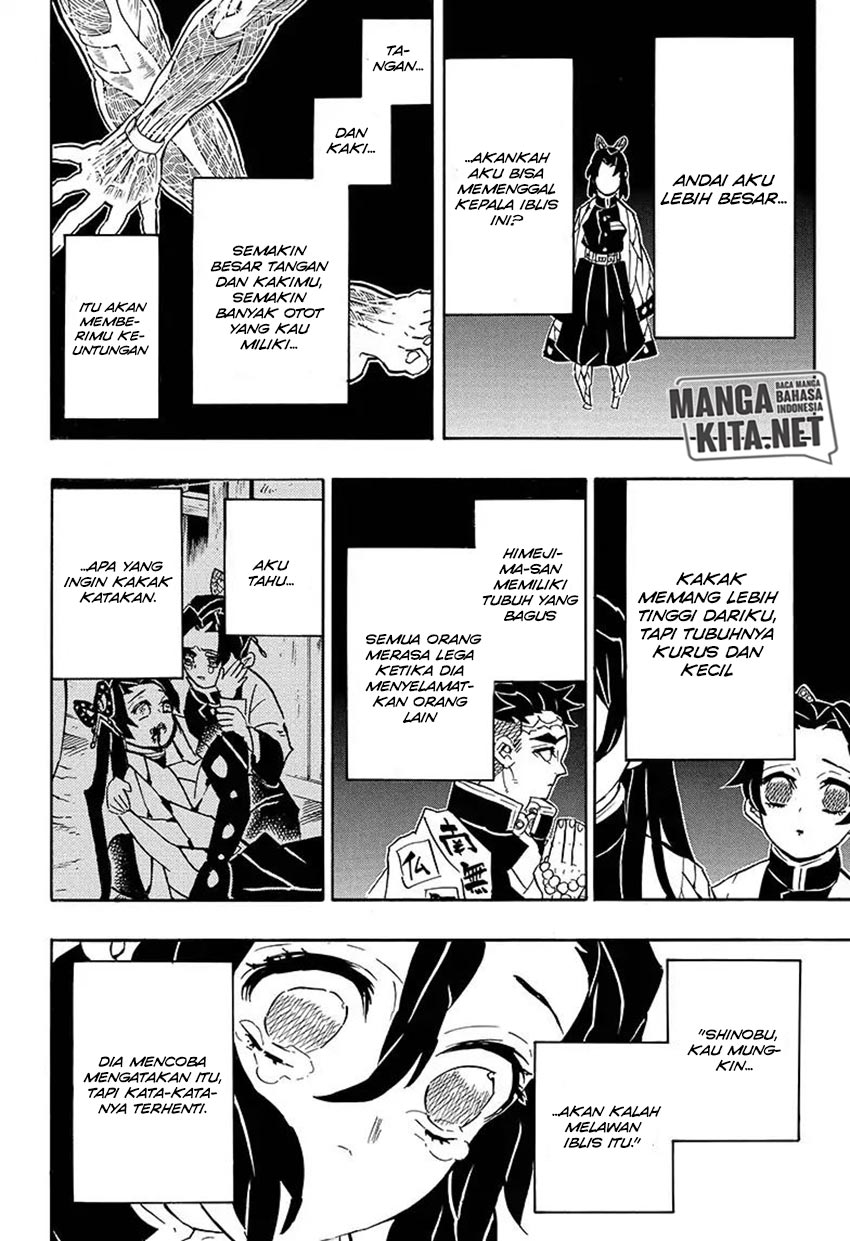 ANDAI AKU
LEBIH BESAR...
...AKANKAH
AKU BISA
MEMENGGAL
KEPALA IBLIS
INI?
TA-
NGAN...
DAN
KAKI...
SEMAKIN
BESAR TANGAN
DAN KAKIMU,
SEMAKIN
BANYAK OTOT
YANG KAU
MILIKI...
ITU AKAN
MEMBE-
RIMU KE-
UNTUNGAN
MANGA
KITA.NET
BACA MANGA
BAHASA
INDONESIA
KAKAK
MEMANG LEBIH
TINGGI DARIKU,
TAPI TUBUHNYA
KURUS DAN
KECIL
HIMEJI-
MA-SAN
MEMILIKI
TUBUH YANG
BAGUS
SEMUA ORANG
MERASA LEGA
KETIKA DIA
MENYELAMAT-
KAN ORANG
LAIN
南無
仏
AKU
TAHU...
...APA YANG
INGIN KAKAK
KATAKAN.
"SHINOBU,
KAU MUNG-
KIN...
...AKAN KALAH
MELAWAN
IBLIS ITU."
DIA MENCOBA
MENGATAKAN ITU,
TAPI KATA-KATA-
NYA TERHENTI.